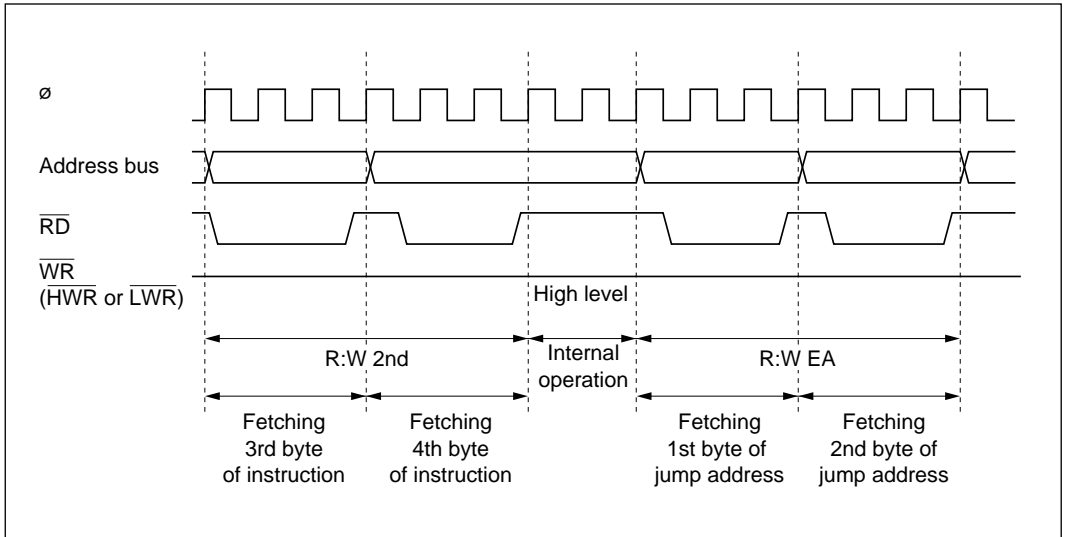 ø
Address bus
RD
WR
(HWR or LWR)
High level
R:W 2nd
Internal
operation
R:W EA
Fetching
3rd byte
of instruction
Fetching
4th byte
of instruction
Fetching
1st byte of
jump address
Fetching
2nd byte of
jump address